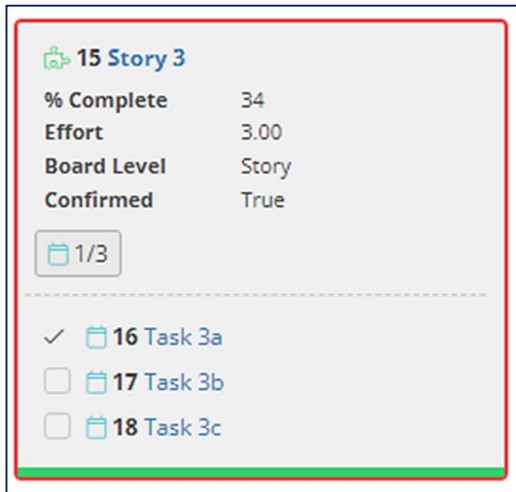 15 Story 3
% Complete 34
Effort 3.00
Board Level Story
Confirmed True
1/3
16 Task 3a
17 Task 3b
18 Task 3c